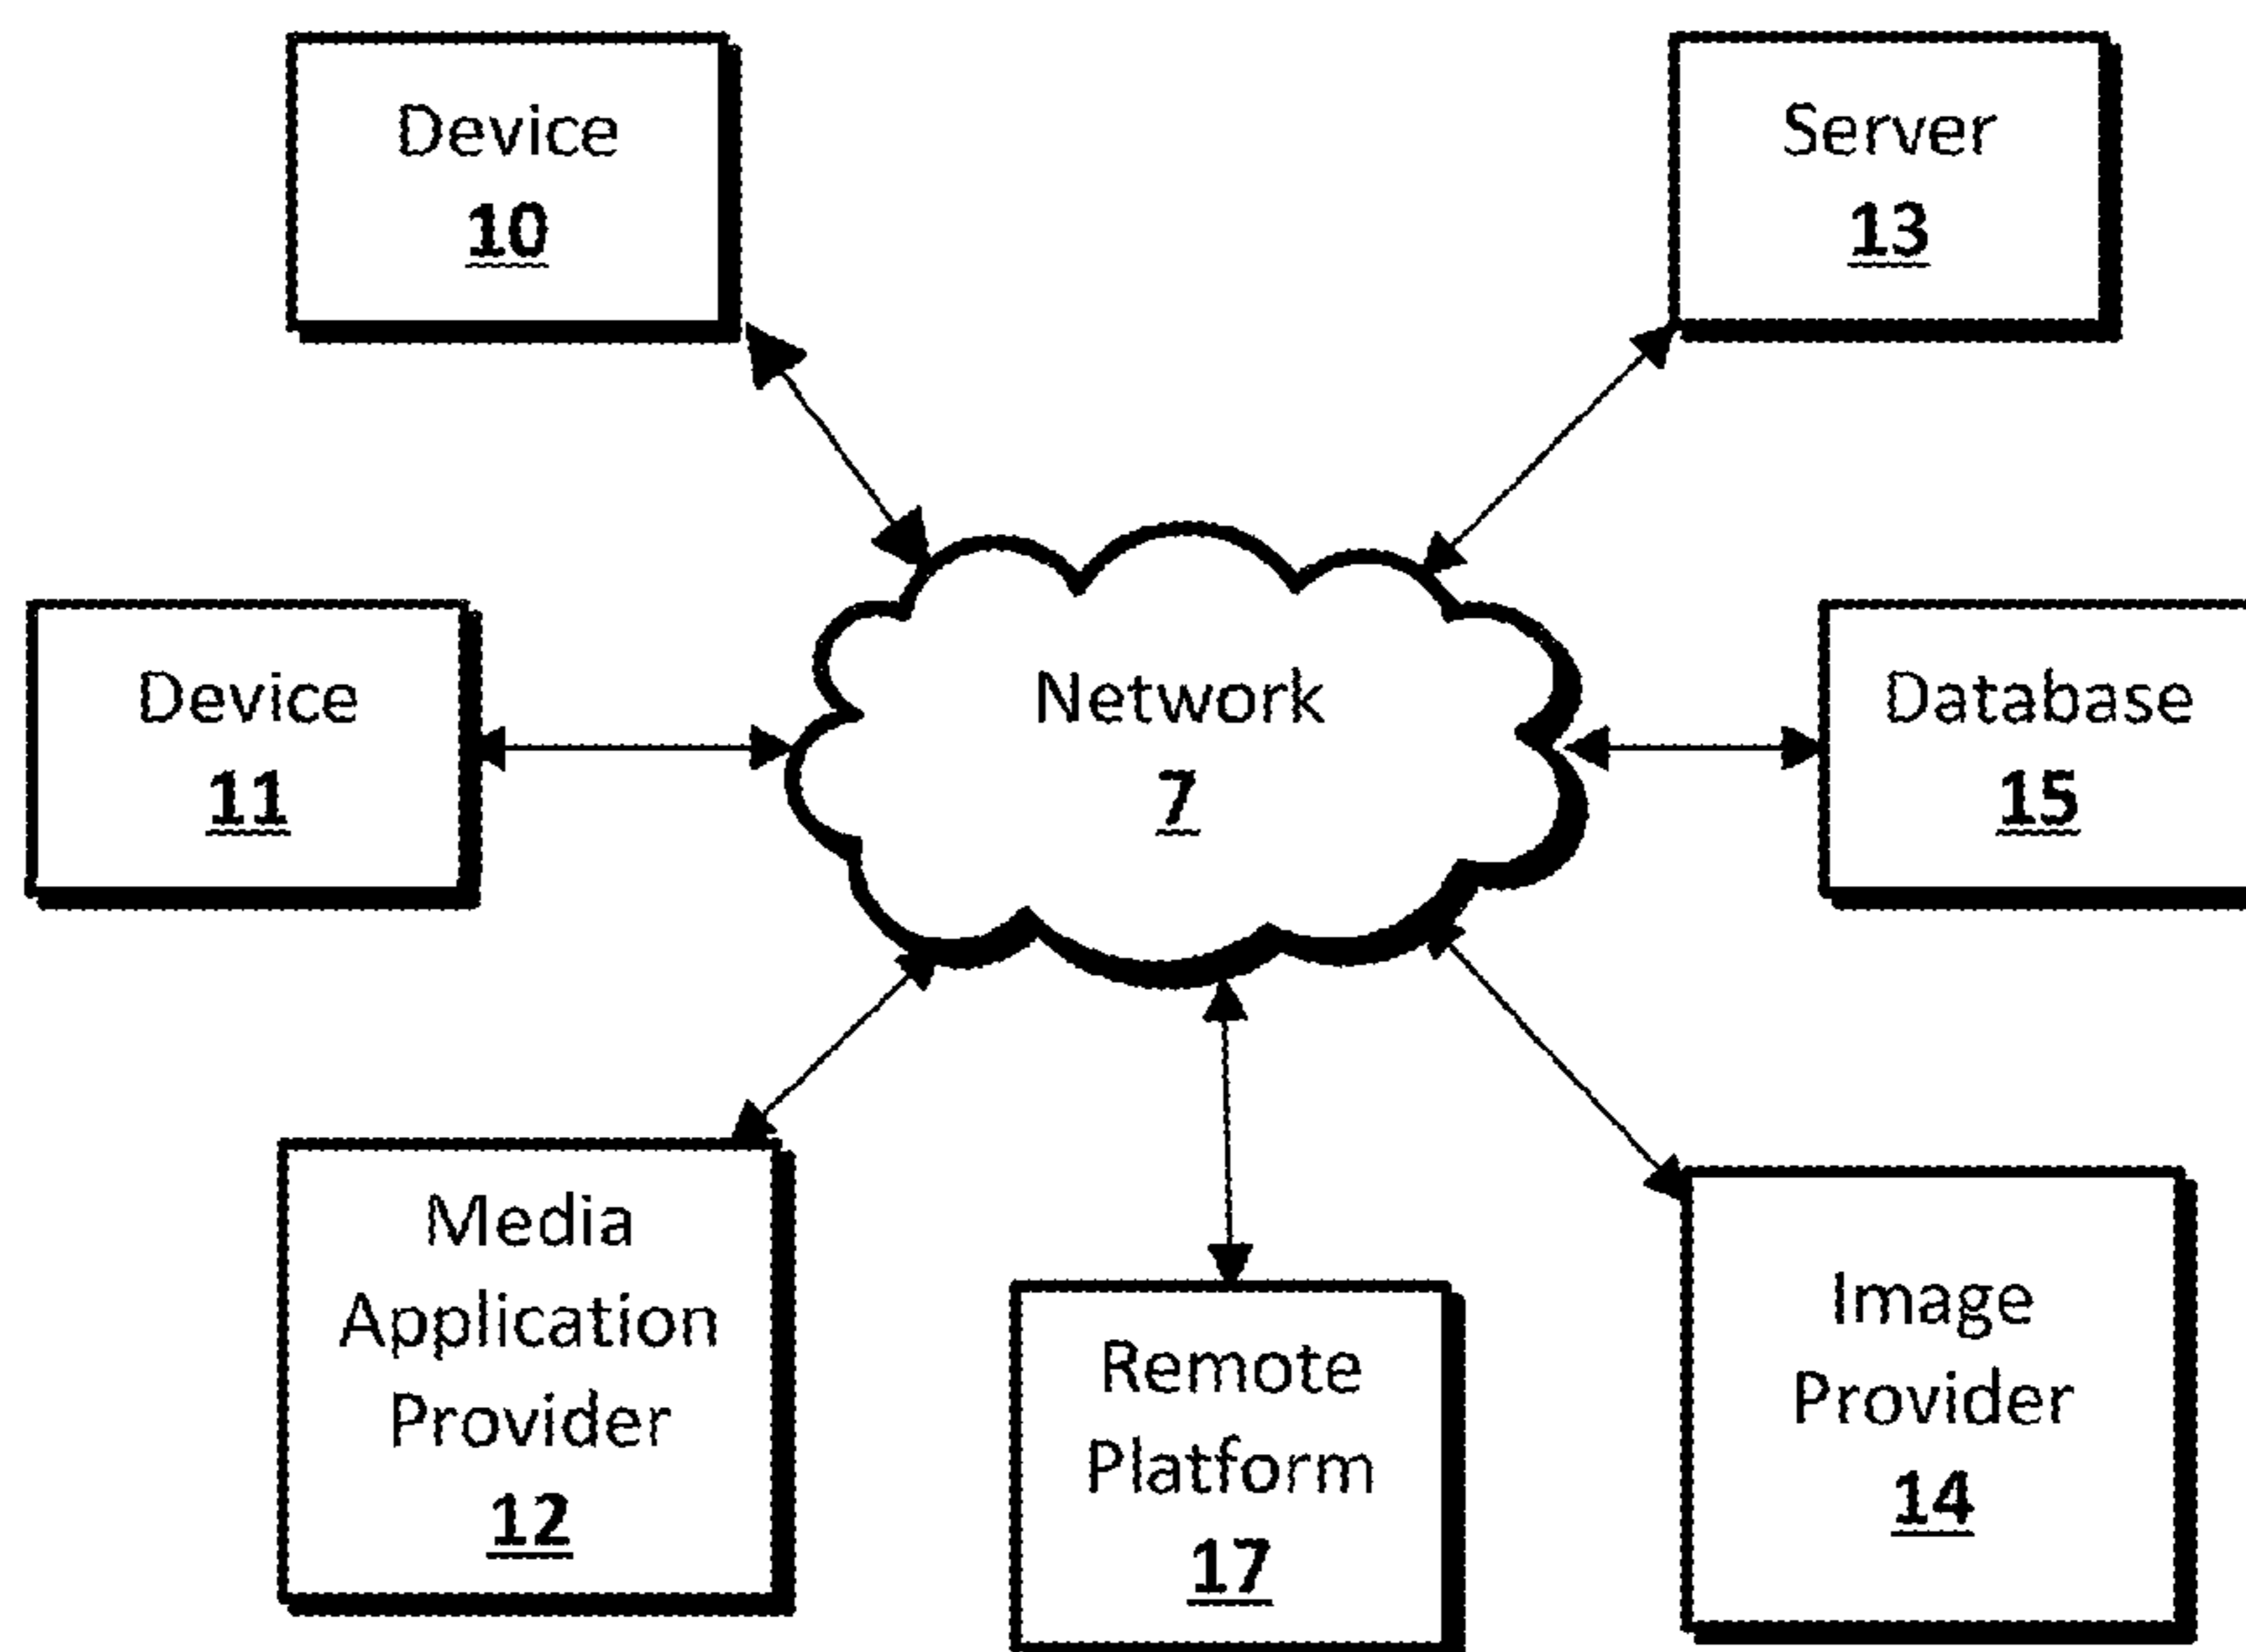 Device
10
Server
13
Device
11
Network
7
Database
15
Media
Application
Provider
12
Remote
Platform
17
Image
Provider
14